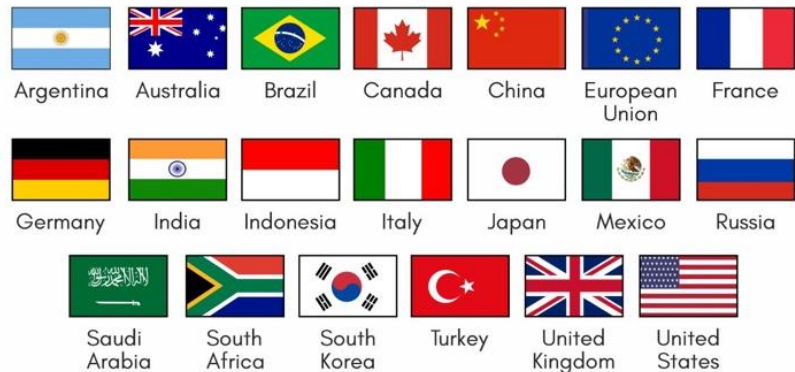 Argentina Australia Brazil Canada China European Union France
Germany India Indonesia Italy Japan Mexico Russia
Saudi Arabia South Africa South Korea Turkey United Kingdom United States